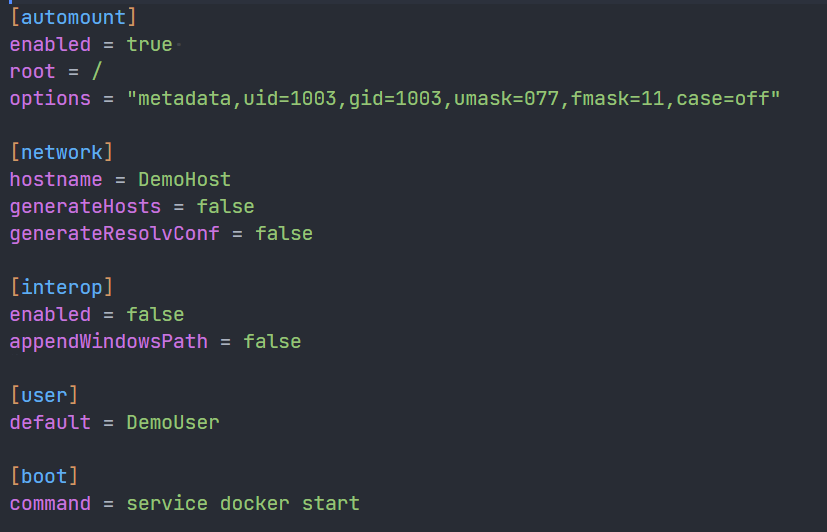 [automount]
enabled = true
root = /
options = "metadata,uid=1003,gid=1003,umask=077,fmask=11,case=off"
[network]
hostname = DemoHost
generateHosts = false
generateResolvConf = false
[interop]
enabled = false
appendWindowsPath = false
[user]
default = DemoUser
[boot]
command = service docker start